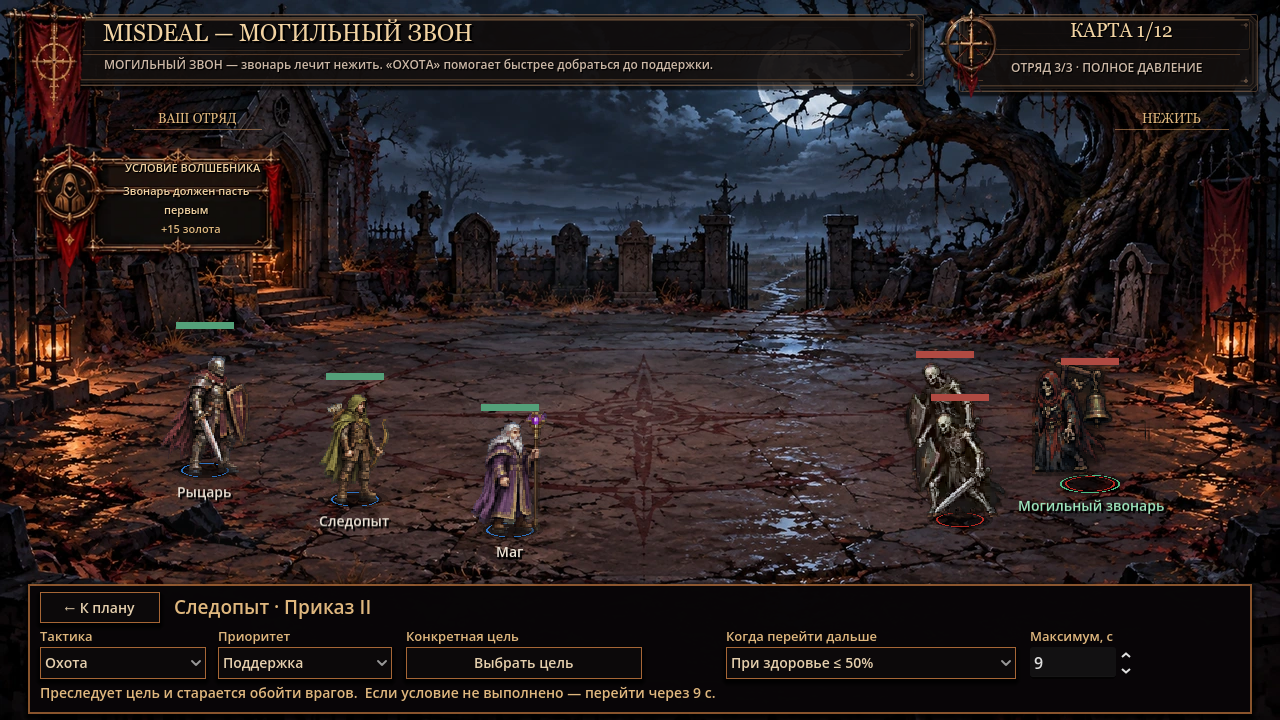 MISDEAL — МОГИЛЬНЫЙ ЗВОН
МОГИЛЬНЫЙ ЗВОН — звонарь лечит нежить. «ОХОТА» помогает быстрее добраться до поддержки.
КАРТА 1/12
ОТРЯД 3/3 · ПОЛНОЕ ДАВЛЕНИЕ
ВАШ ОТРЯД
НЕЖИТЬ
УСЛОВИЕ ВОЛШЕБНИКА
Звонарь должен пасть
первым
+15 золота
Рыцарь
Следопыт
Маг
Могильный звонарь
← К плану
Следопыт · Приказ II
Тактика
Приоритет
Конкретная цель
Когда перейти дальше
Максимум, с
Охота
Поддержка
Выбрать цель
При здоровье ≤ 50%
9
Преследует цель и старается обойти врагов. Если условие не выполнено — перейти через 9 с.